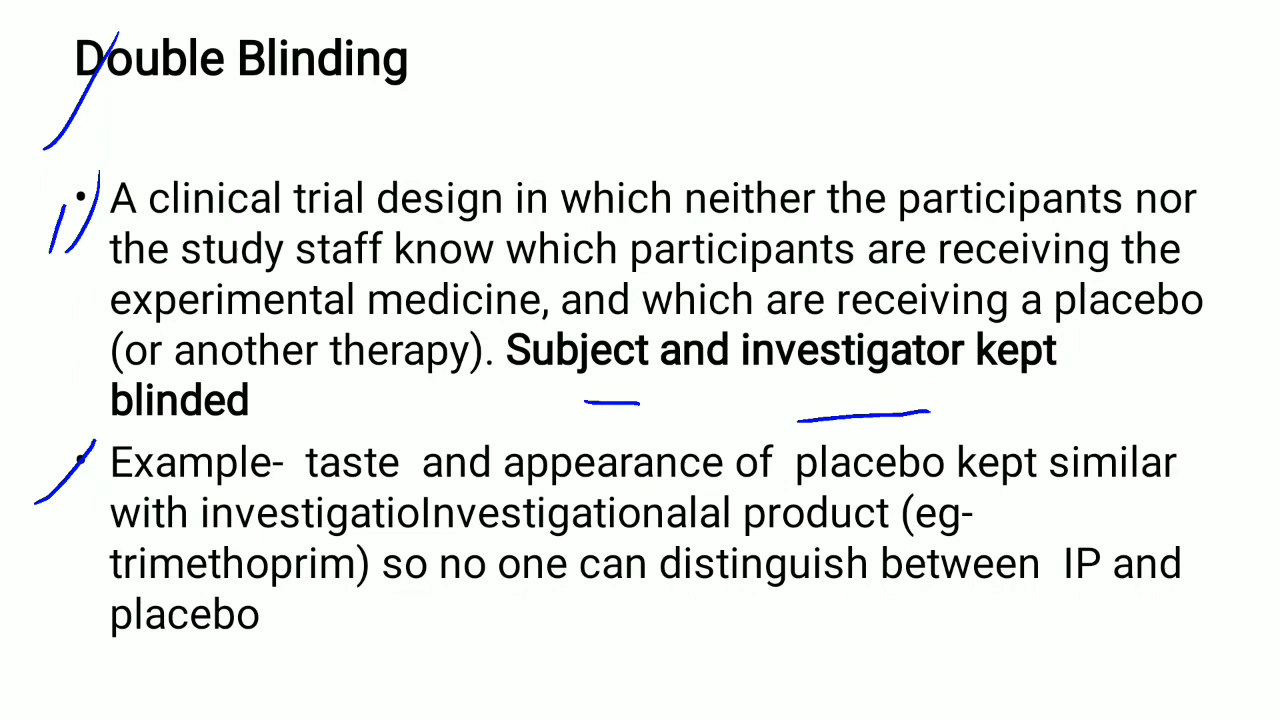 Double Blinding
• A clinical trial design in which neither the participants nor
the study staff know which participants are receiving the
experimental medicine, and which are receiving a placebo
(or another therapy). Subject and investigator kept
blinded
• Example- taste and appearance of placebo kept similar
with investigatioInvestigationalal product (eg-
trimethoprim) so no one can distinguish between IP and
placebo